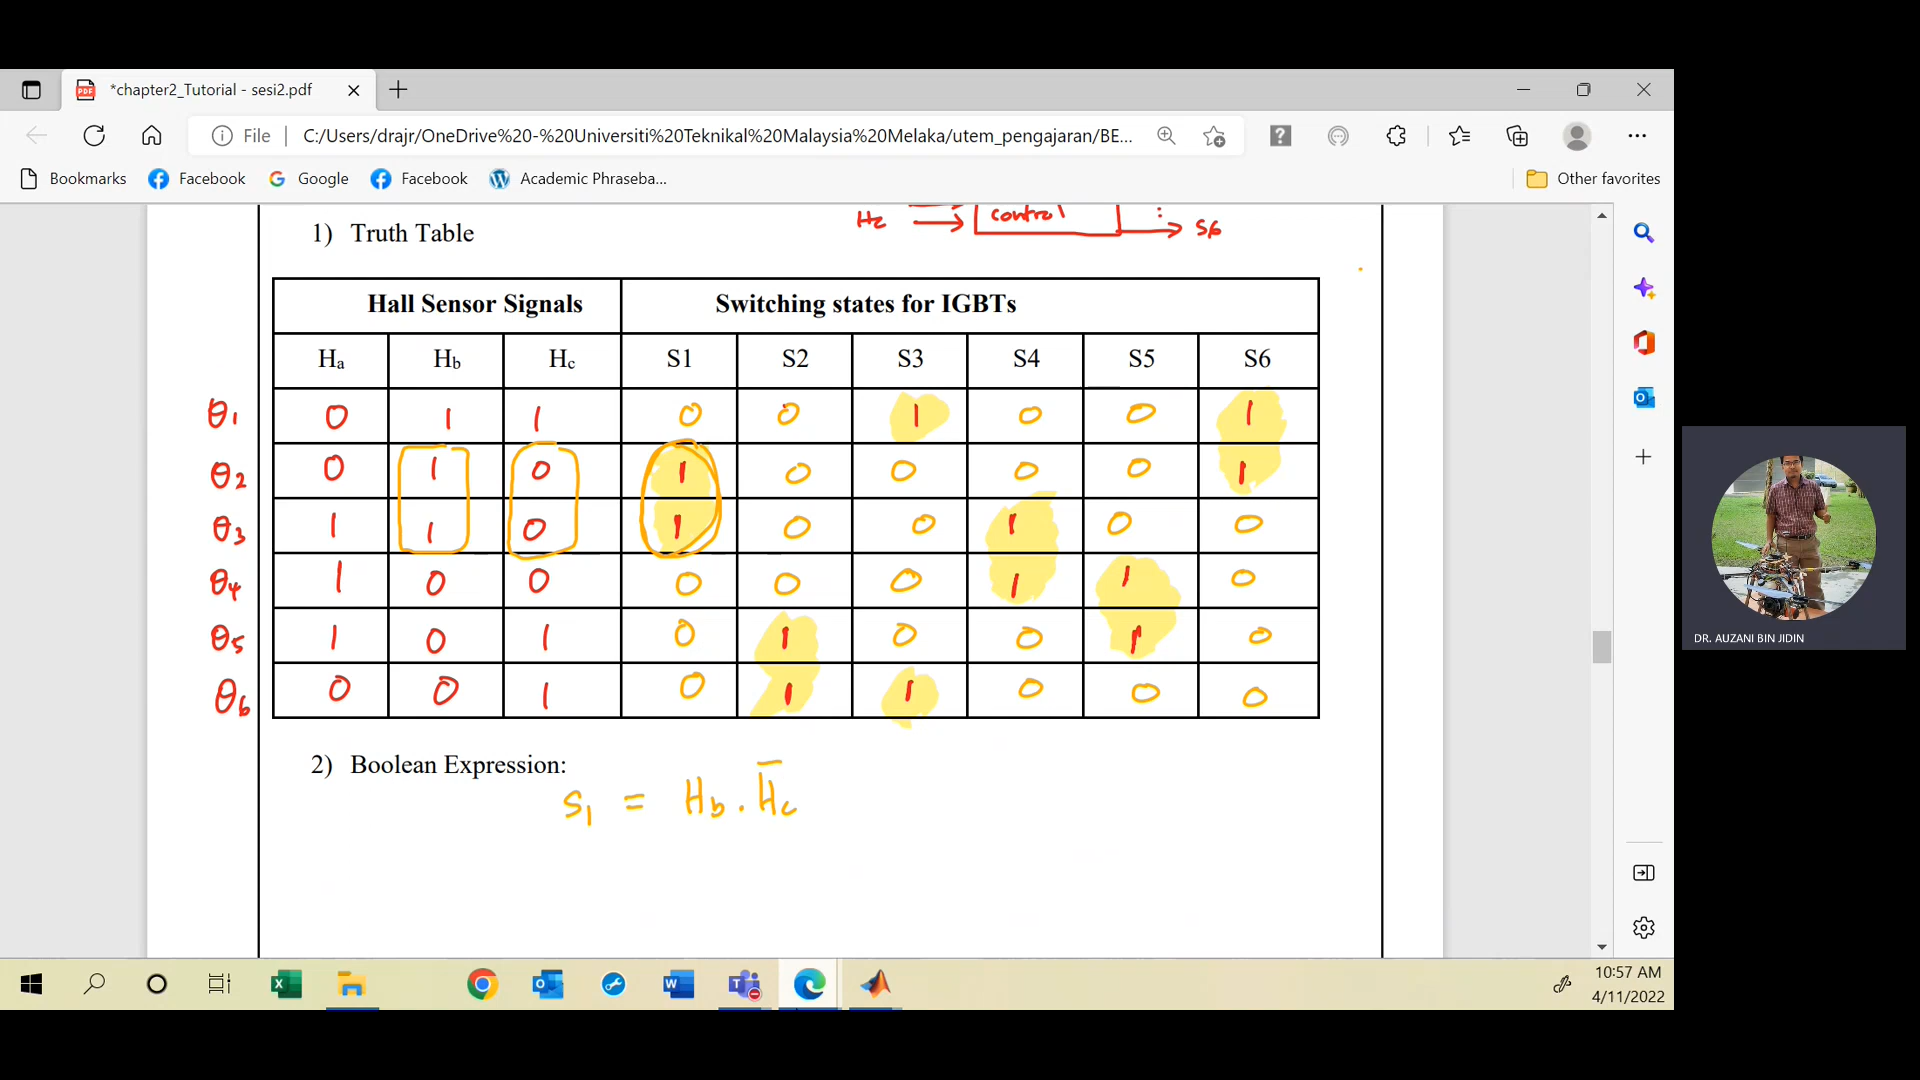 *chapter2_Tutorial - sesi2.pdf
File | C:/Users/drajr/OneDrive%20-%20Universiti%20Teknikal%20Malaysia%20Melaka/utem_pengajaran/BE...
Bookmarks Facebook Google Facebook Academic Phraseba... Other favorites
Hc control S6
1) Truth Table
Hall Sensor Signals Switching states for IGBTs
Ha Hb Hc S1 S2 S3 S4 S5 S6
θ1 0 1 1 0 0 1 0 0 1
θ2 0 1 0 1 0 0 0 0 1
θ3 1 1 0 1 0 0 1 0 0
θ4 1 0 0 0 0 0 1 1 0
θ5 1 0 1 0 1 0 0 1 0
θ6 0 0 1 0 1 1 0 0 0
2) Boolean Expression:
S1 = Hb . H̅c
DR. AUZANI BIN JIDIN
10:57 AM
4/11/2022